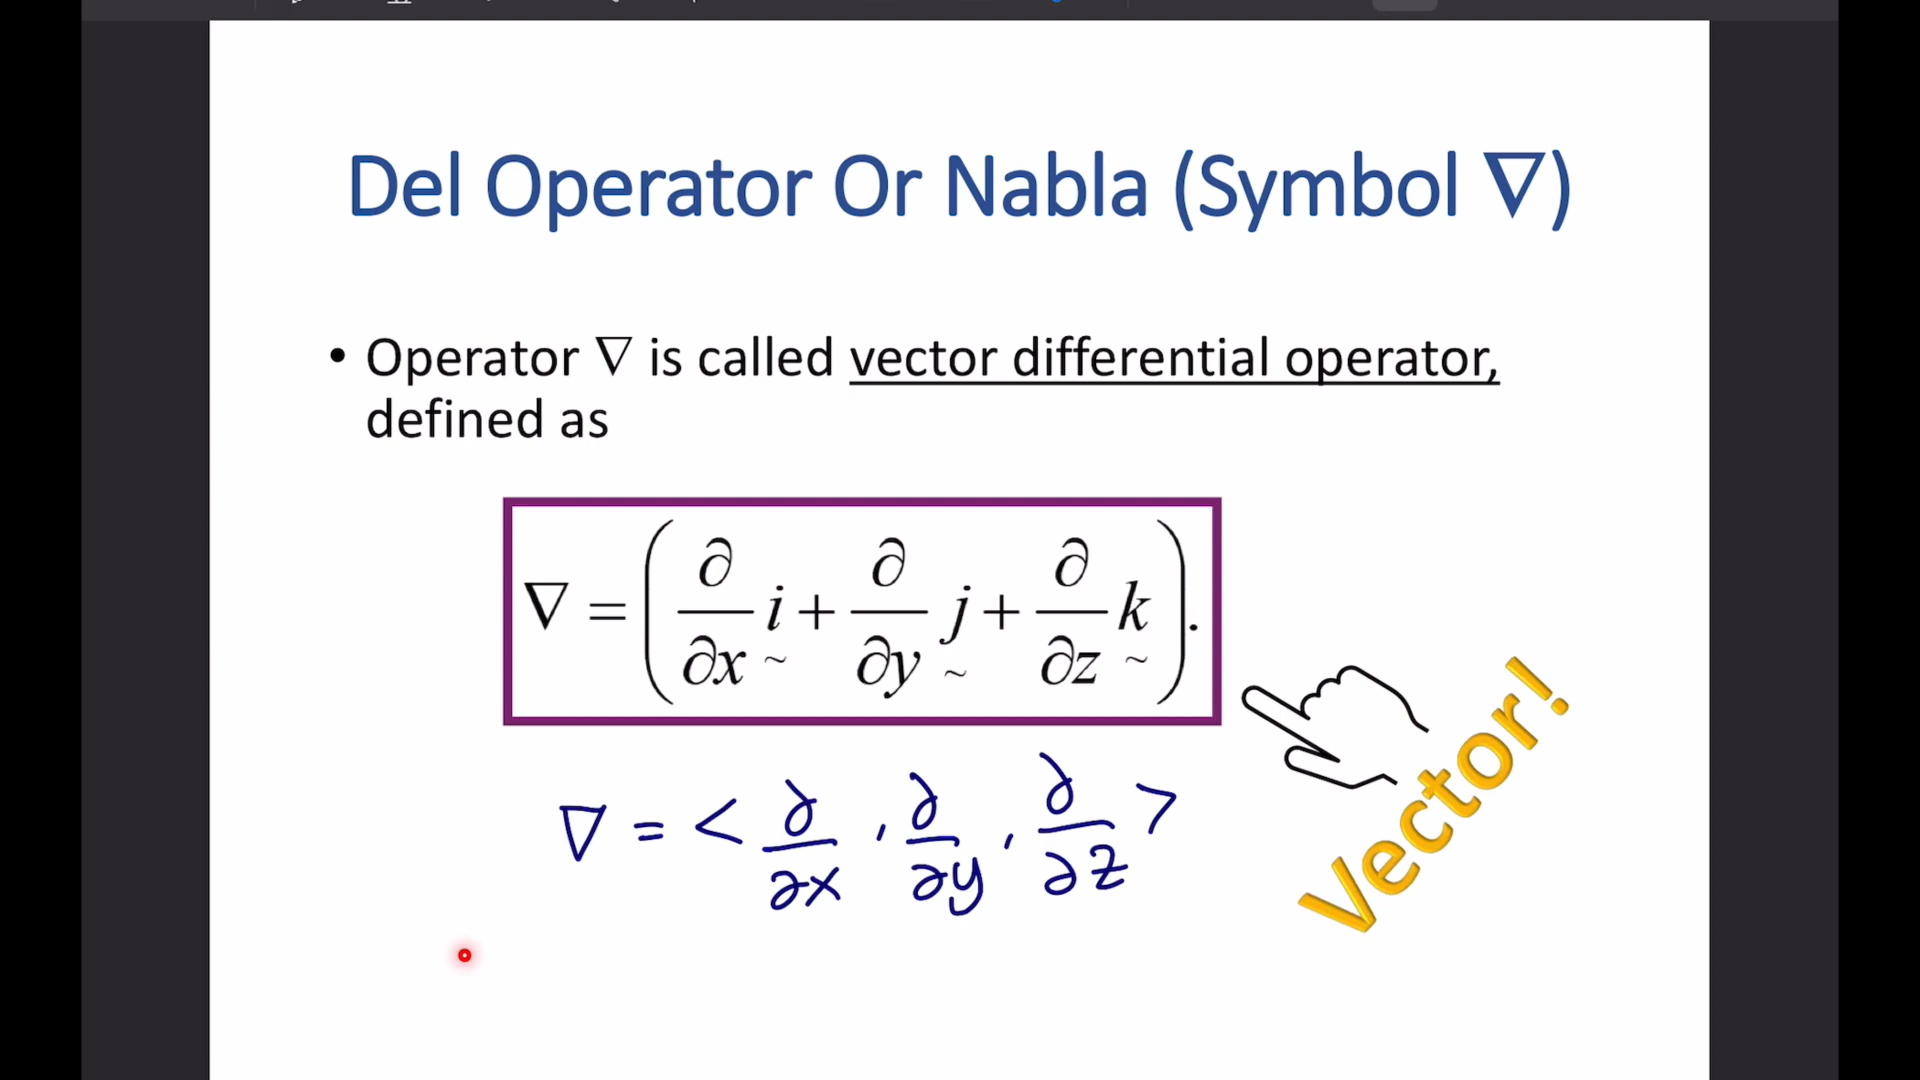 Del Operator Or Nabla (Symbol ∇)
• Operator ∇ is called vector differential operator,
defined as
∇ = ( ∂/∂x ḭ + ∂/∂y j̰ + ∂/∂z k̰ ).
∇ = < ∂/∂x , ∂/∂y , ∂/∂z >
Vector!